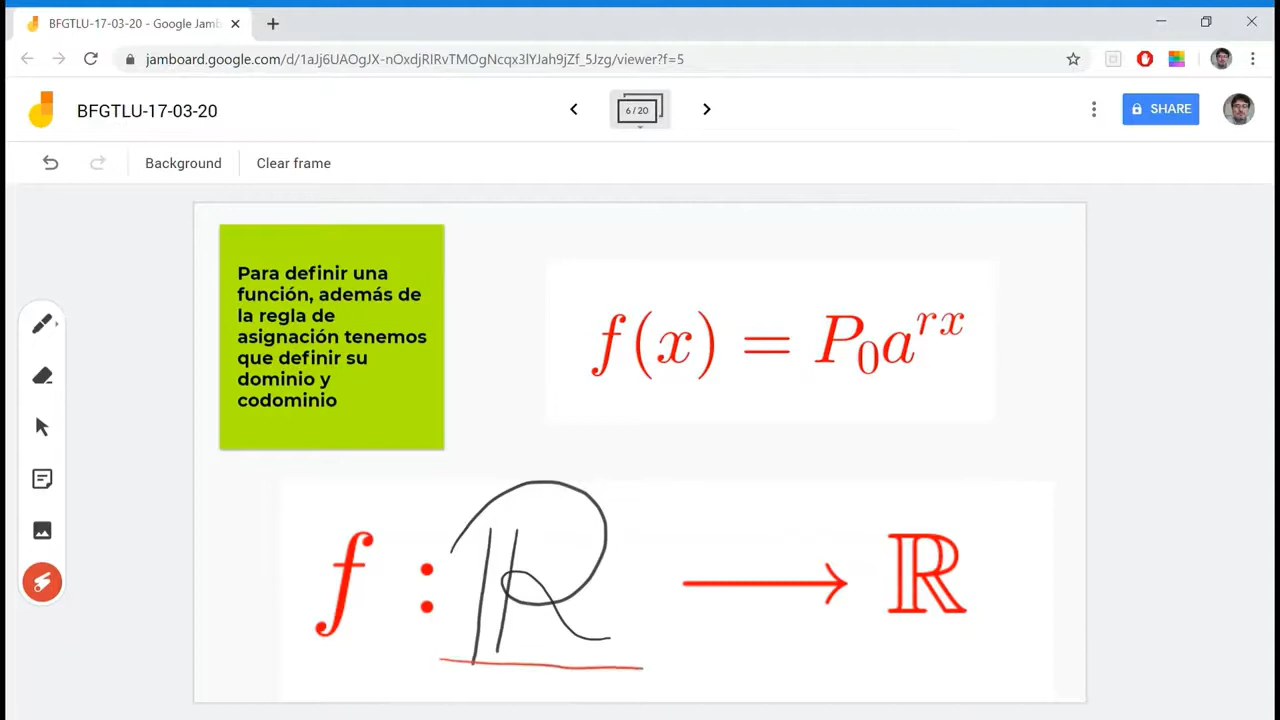 BFGTLU-17-03-20 - Google Jamb
jamboard.google.com/d/1aJj6UAOgJX-nOxdjRIRvTMOgNcqx3lYJah9jZf_5Jzg/viewer?f=5
BFGTLU-17-03-20
6 / 20
SHARE
Background
Clear frame
Para definir una
función, además de
la regla de
asignación tenemos
que definir su
dominio y
codominio
f(x) = P₀aʳˣ
f : ℝ ⟶ ℝ